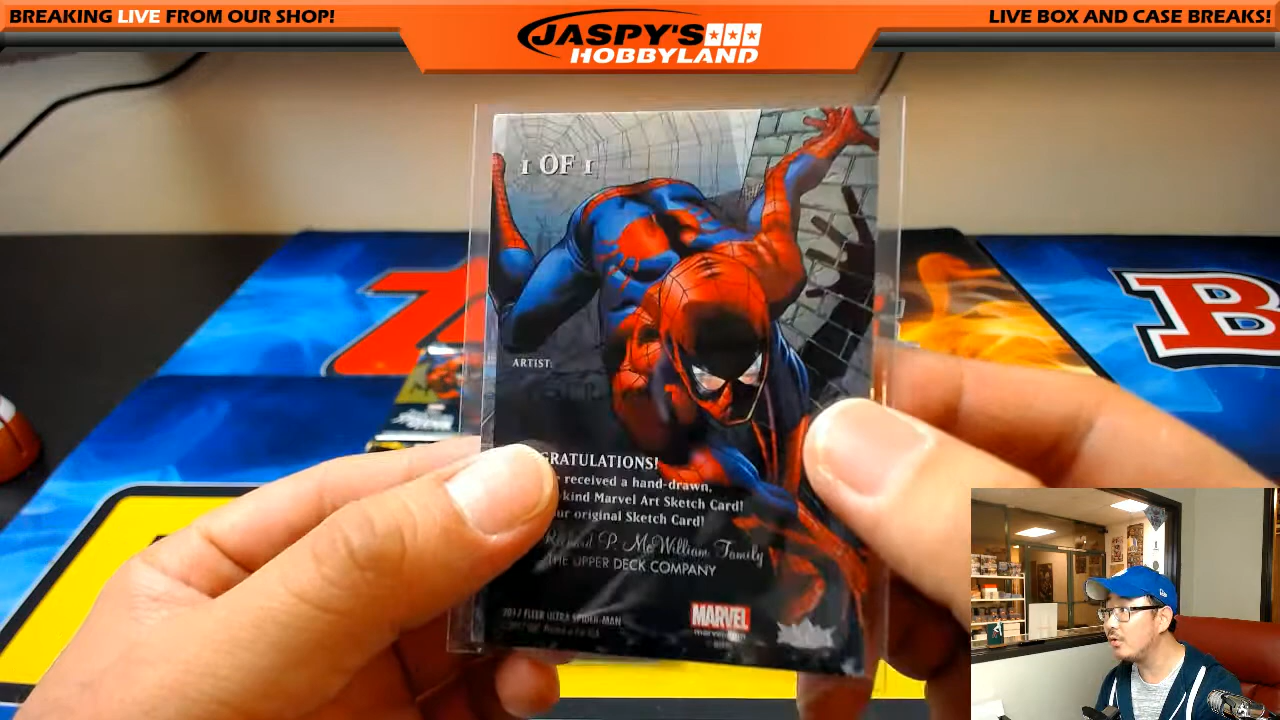 BREAKING LIVE FROM OUR SHOP!
JASPY'S
HOBBYLAND
LIVE BOX AND CASE BREAKS!
1 OF 1
B
ARTIST:
GRATULATIONS!
received a hand-drawn,
kind Marvel Art Sketch Card!
ur original Sketch Card!
Richard P. McWilliam Family
THE UPPER DECK COMPANY
2017 FLEER ULTRA SPIDER-MAN
MARVEL